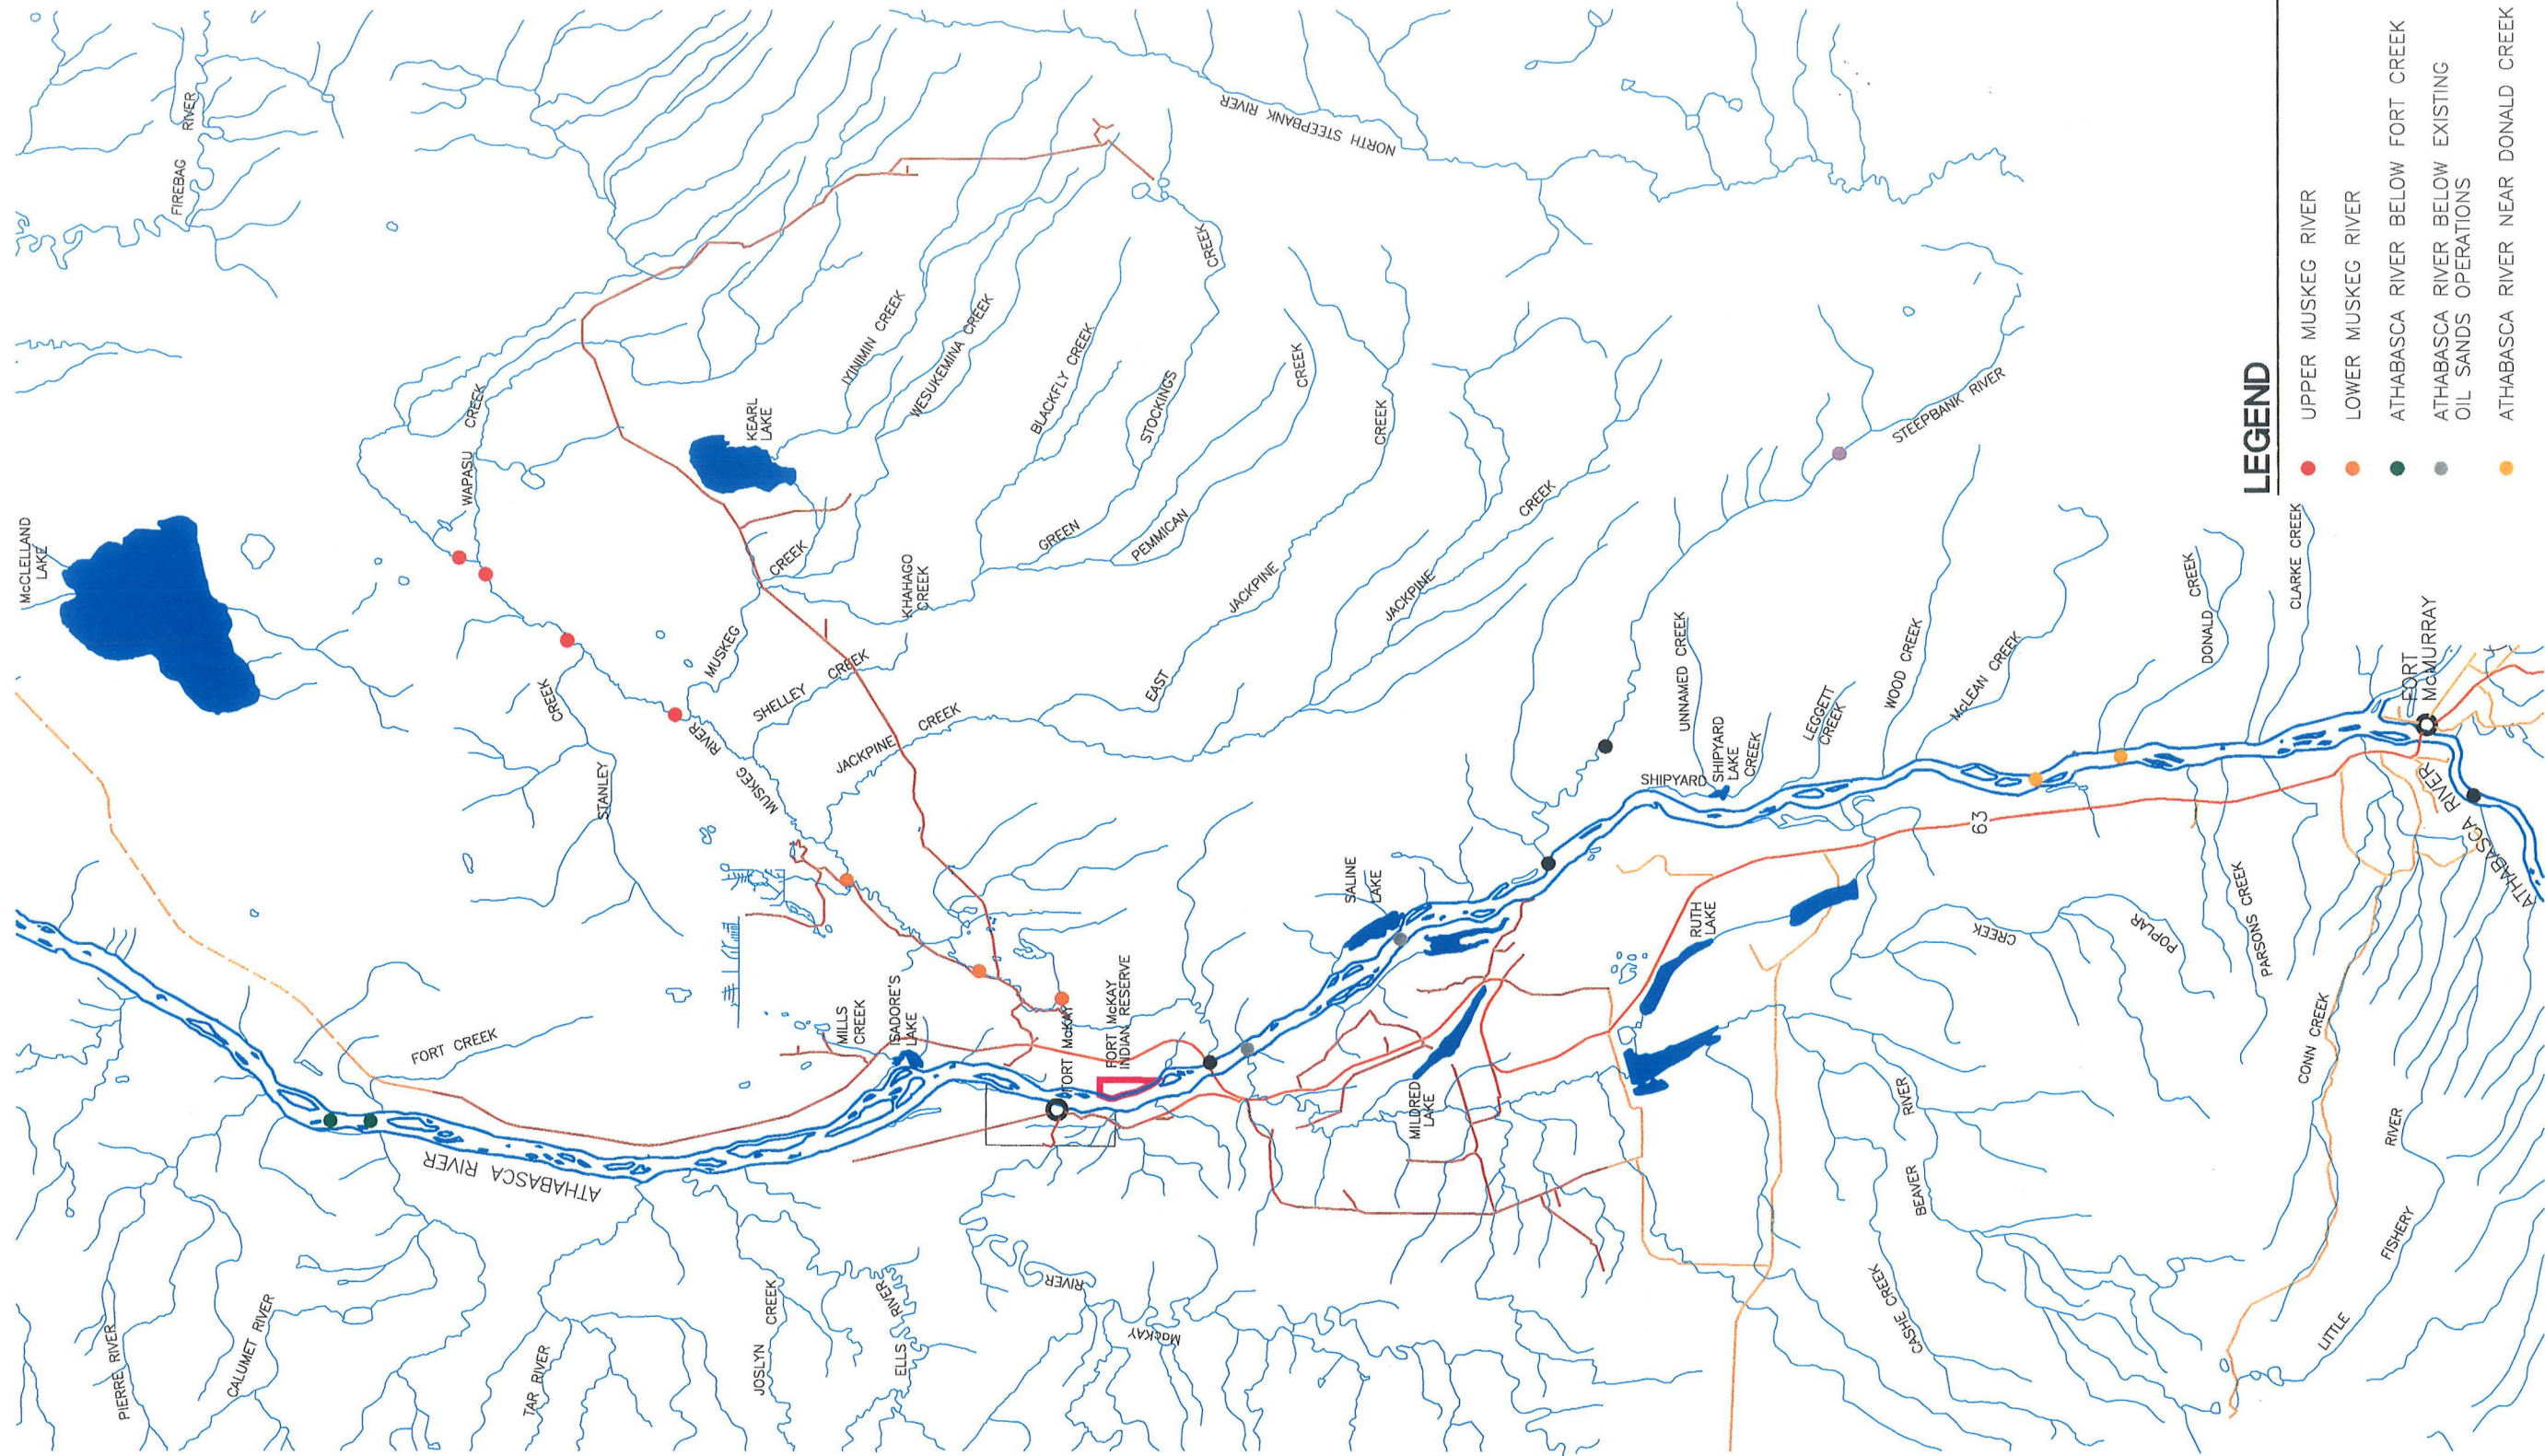 McCLELLAND
LAKE
FIREBAG
RIVER
WAPASU
CREEK
KEARL
LAKE
IYINIMIN CREEK
WESUKEMINA CREEK
BLACKFLY CREEK
STOCKINGS
CREEK
GREEN
PEMMICAN
CREEK
NORTH STEEPBANK RIVER
MUSKEG
CREEK
KHAHAGO
CREEK
SHELLEY
CREEK
JACKPINE
CREEK
EAST
JACKPINE
CREEK
JACKPINE
CREEK
STANLEY
CREEK
MUSKEG
RIVER
STEEPBANK RIVER
UNNAMED CREEK
SHIPYARD
LAKE
SHIPYARD
CREEK
LEGGETT
CREEK
WOOD CREEK
McLEAN CREEK
DONALD
CREEK
CLARKE CREEK
FORT
McMURRAY
ATHABASCA
RIVER
63
SALINE
LAKE
RUTH
LAKE
MILDRED
LAKE
POPLAR
CREEK
PARSONS CREEK
CONN CREEK
LITTLE
FISHERY
RIVER
BEAVER
RIVER
CASHE CREEK
FORT CREEK
MILLS
CREEK
ISADORE'S
LAKE
FORT McKAY
FORT McKAY
INDIAN RESERVE
ATHABASCA RIVER
PIERRE RIVER
CALUMET RIVER
TAR RIVER
JOSLYN
CREEK
ELLS
RIVER
MacKAY
RIVER
LEGEND
UPPER MUSKEG RIVER
LOWER MUSKEG RIVER
ATHABASCA RIVER BELOW FORT CREEK
ATHABASCA RIVER BELOW EXISTING
OIL SANDS OPERATIONS
ATHABASCA RIVER NEAR DONALD CREEK